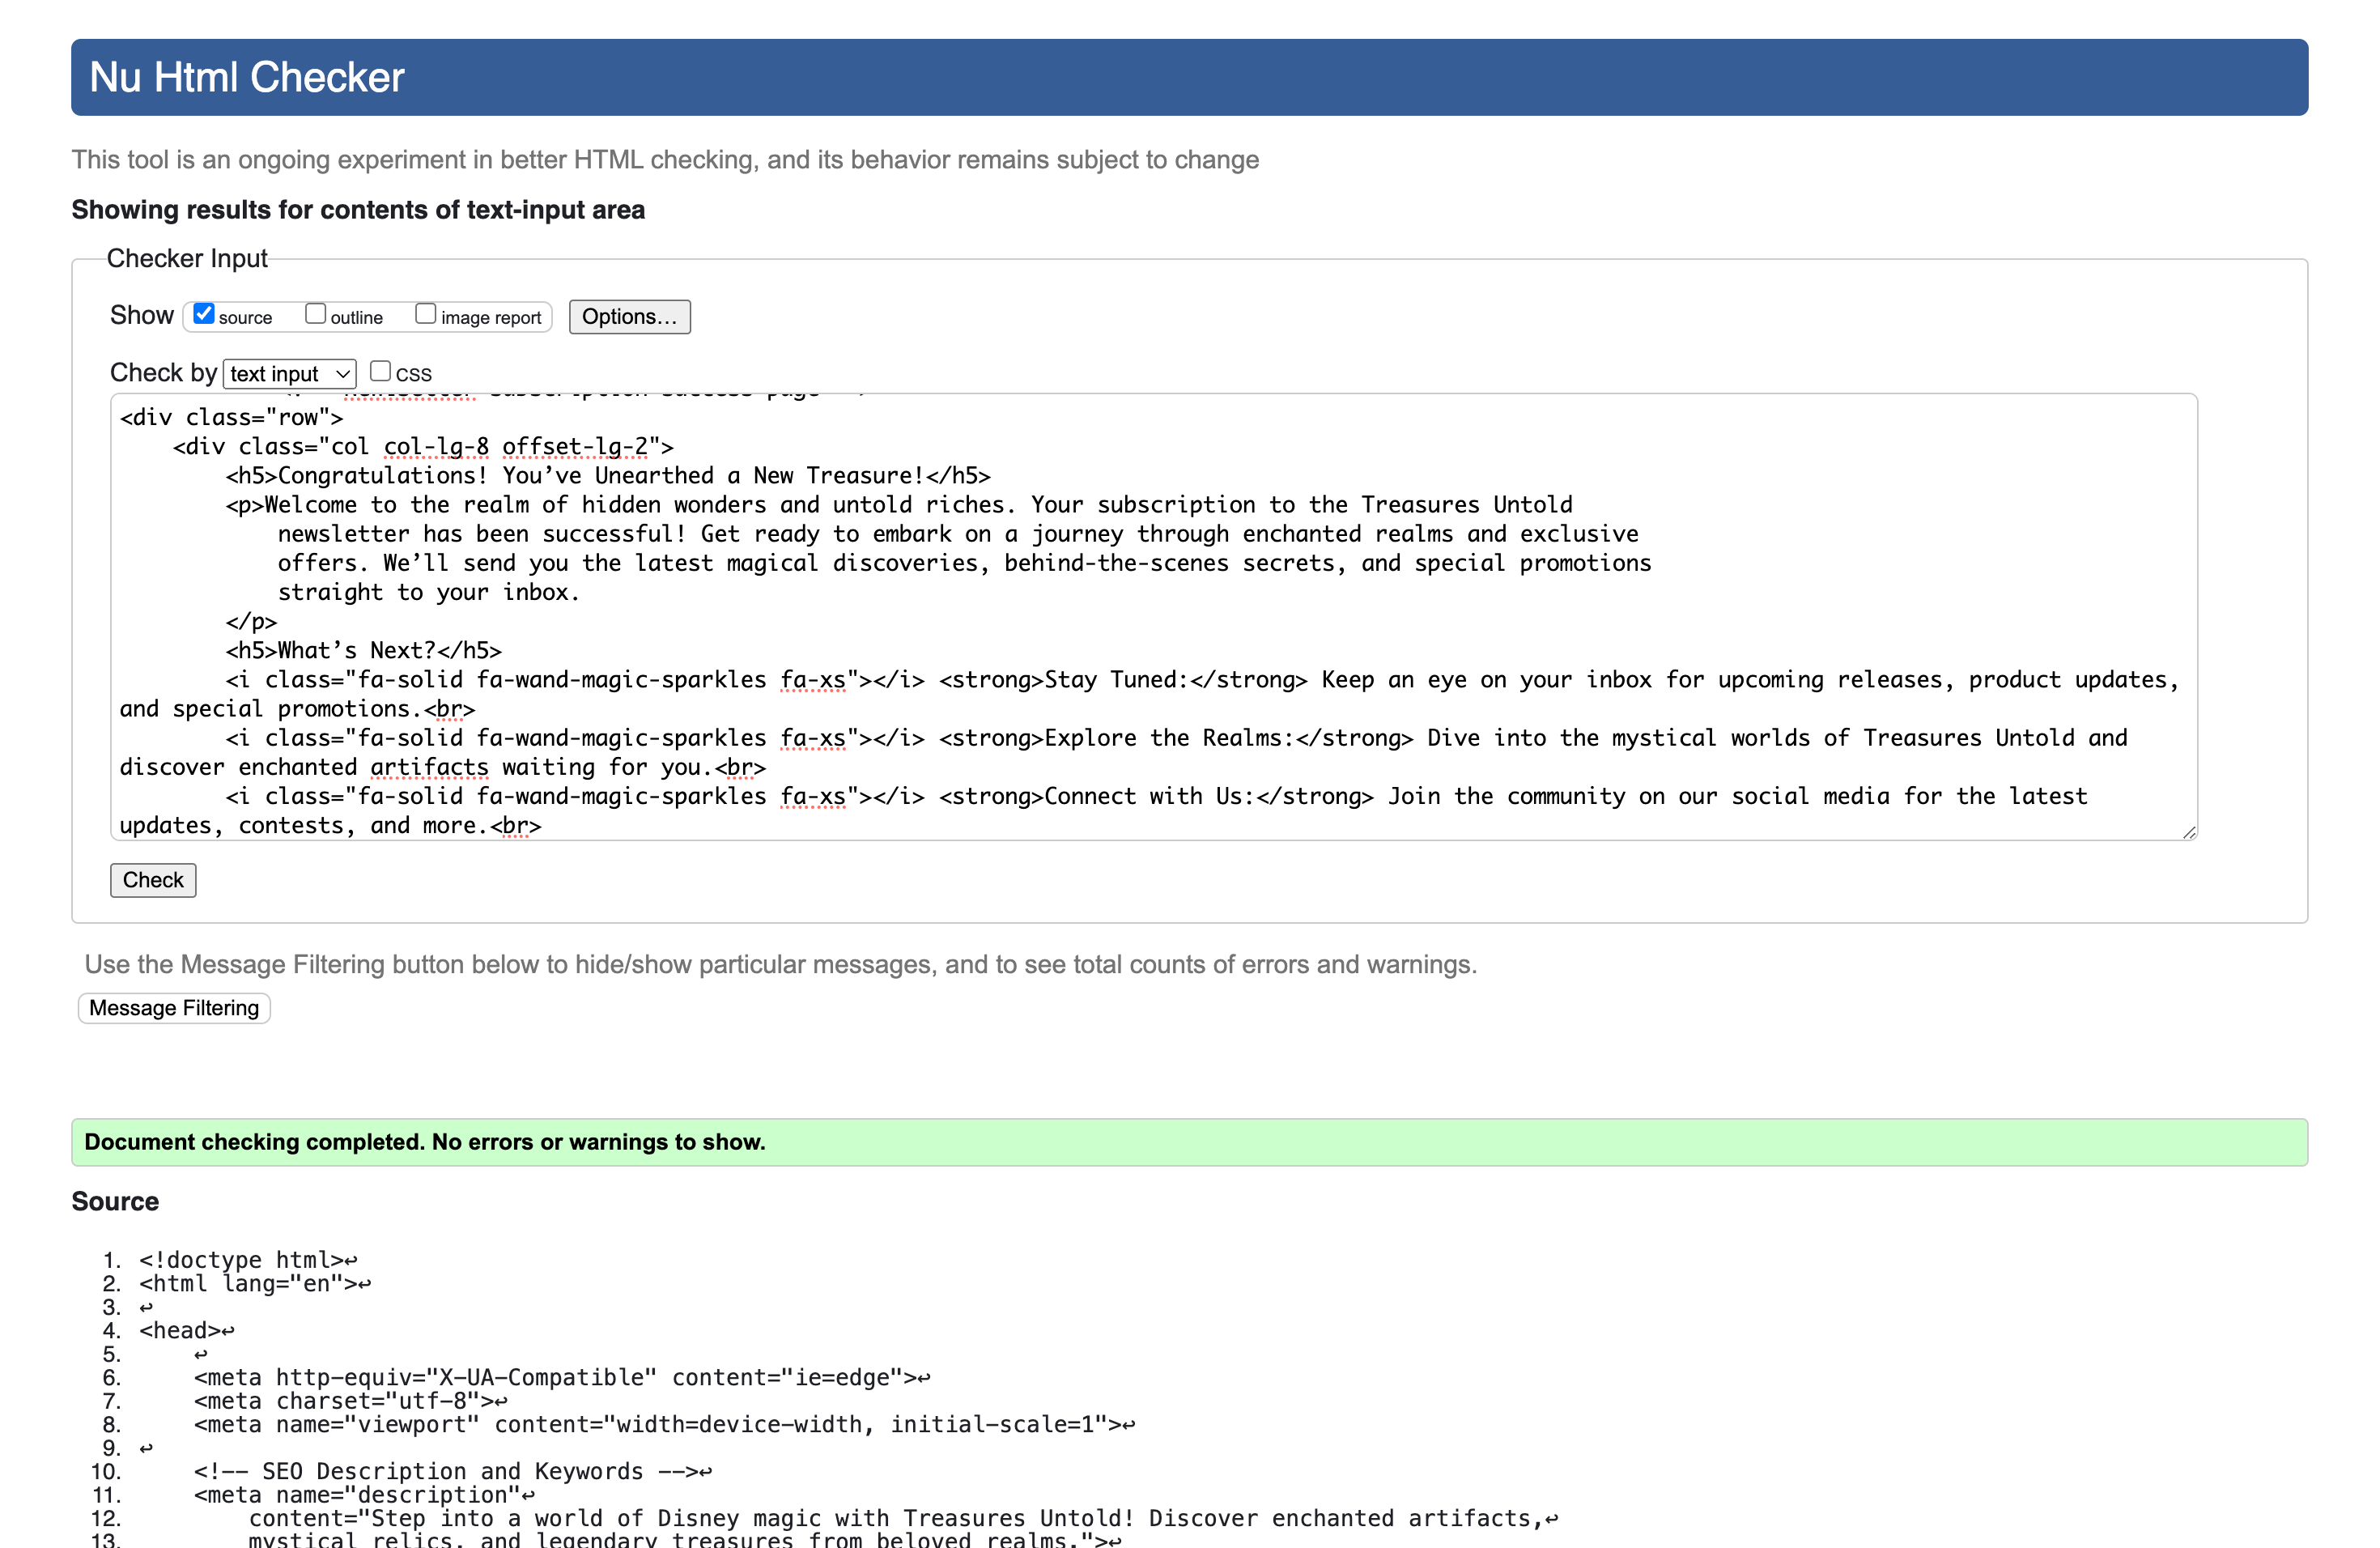 Nu Html Checker
This tool is an ongoing experiment in better HTML checking, and its behavior remains subject to change
Showing results for contents of text-input area
Checker Input
Show source outline image report Options…
Check by text input CSS
<div class="row">
<div class="col col-lg-8 offset-lg-2">
<h5>Congratulations! You’ve Unearthed a New Treasure!</h5>
<p>Welcome to the realm of hidden wonders and untold riches. Your subscription to the Treasures Untold
newsletter has been successful! Get ready to embark on a journey through enchanted realms and exclusive
offers. We’ll send you the latest magical discoveries, behind-the-scenes secrets, and special promotions
straight to your inbox.
</p>
<h5>What’s Next?</h5>
<i class="fa-solid fa-wand-magic-sparkles fa-xs"></i> <strong>Stay Tuned:</strong> Keep an eye on your inbox for upcoming releases, product updates,
and special promotions.<br>
<i class="fa-solid fa-wand-magic-sparkles fa-xs"></i> <strong>Explore the Realms:</strong> Dive into the mystical worlds of Treasures Untold and
discover enchanted artifacts waiting for you.<br>
<i class="fa-solid fa-wand-magic-sparkles fa-xs"></i> <strong>Connect with Us:</strong> Join the community on our social media for the latest
updates, contests, and more.<br>
Check
Use the Message Filtering button below to hide/show particular messages, and to see total counts of errors and warnings.
Message Filtering
Document checking completed. No errors or warnings to show.
Source
1. <!doctype html>↩
2. <html lang="en">↩
3. ↩
4. <head>↩
5. ↩
6. <meta http-equiv="X-UA-Compatible" content="ie=edge">↩
7. <meta charset="utf-8">↩
8. <meta name="viewport" content="width=device-width, initial-scale=1">↩
9. ↩
10. <!-- SEO Description and Keywords -->↩
11. <meta name="description"↩
12. content="Step into a world of Disney magic with Treasures Untold! Discover enchanted artifacts,↩
13. mystical relics, and legendary treasures from beloved realms.">↩